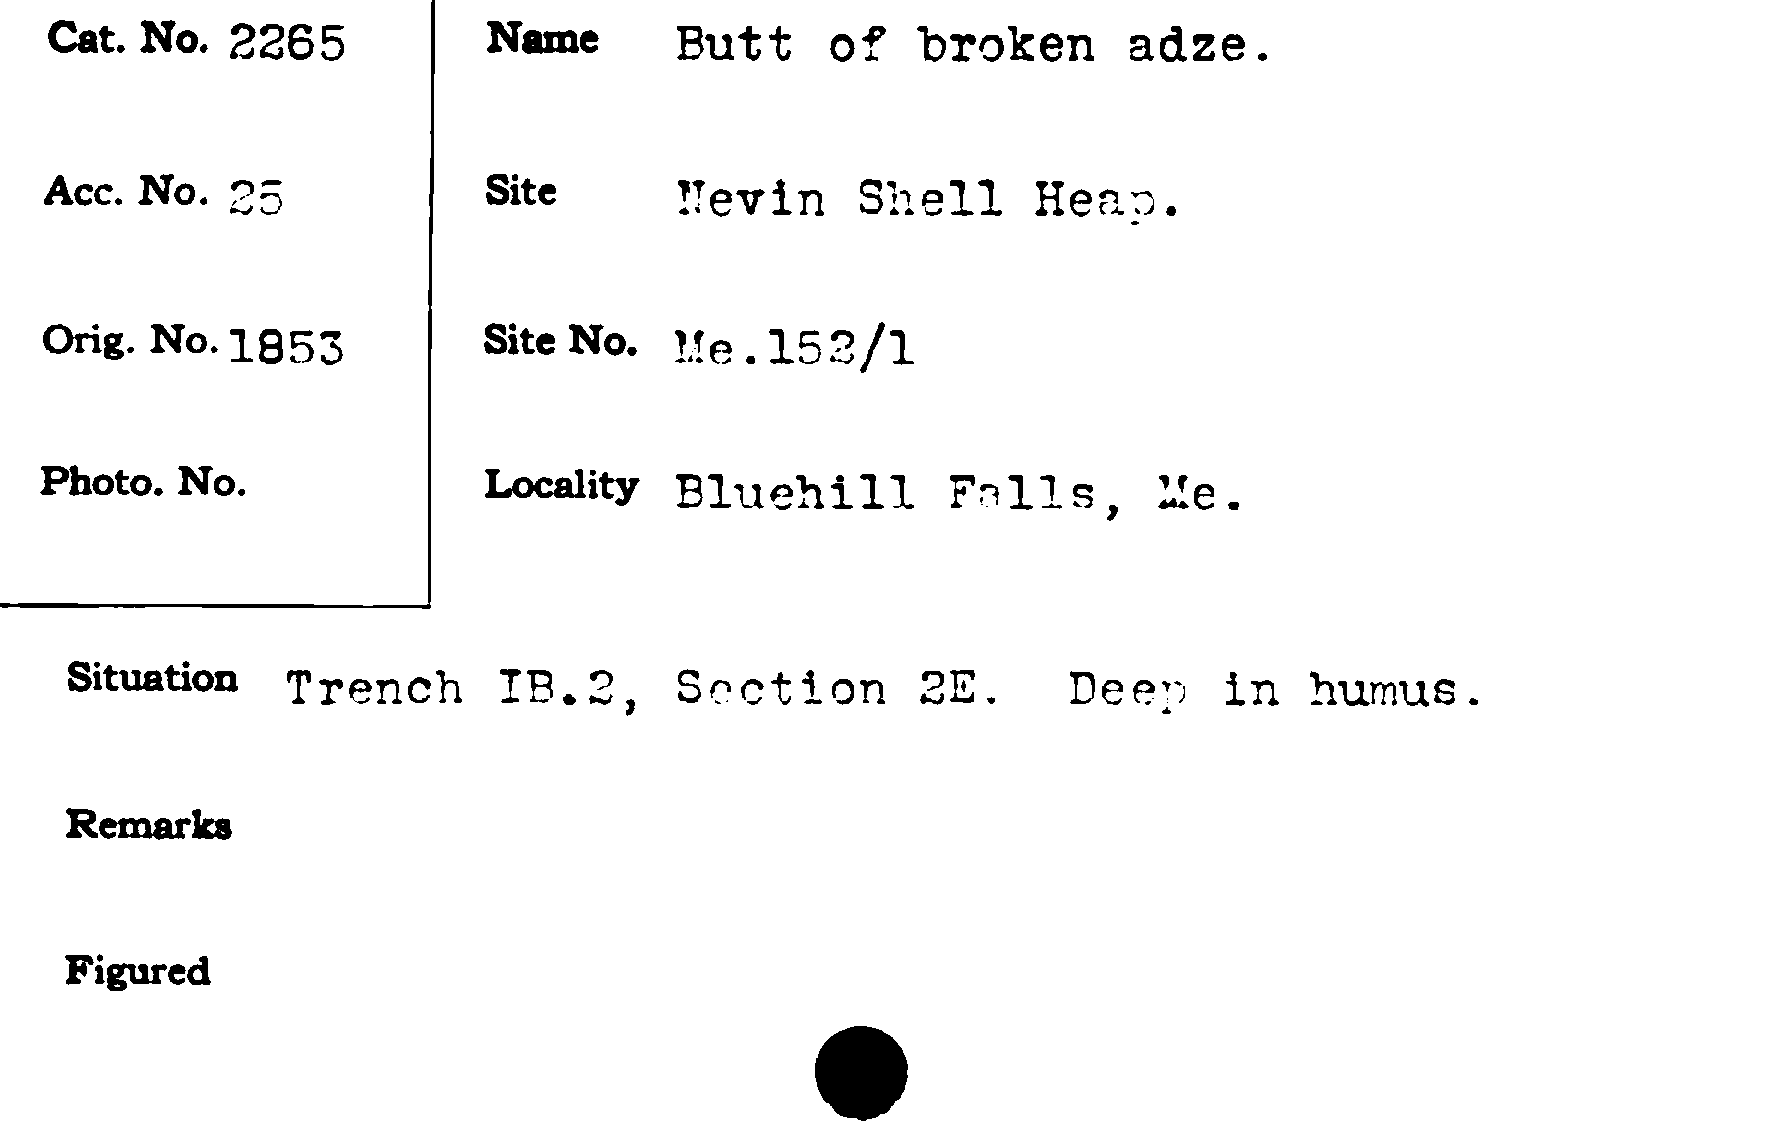 Cat. No. 2265
Name Butt of broken adze.
Acc. No. 25
Site Nevin Shell Heap.
Orig. No. 1853
Site No. Me.152/1
Photo. No.
Locality Bluehill Falls, Me.
Situation Trench IB.2, Section 2E. Deep in humus.
Remarks
Figured